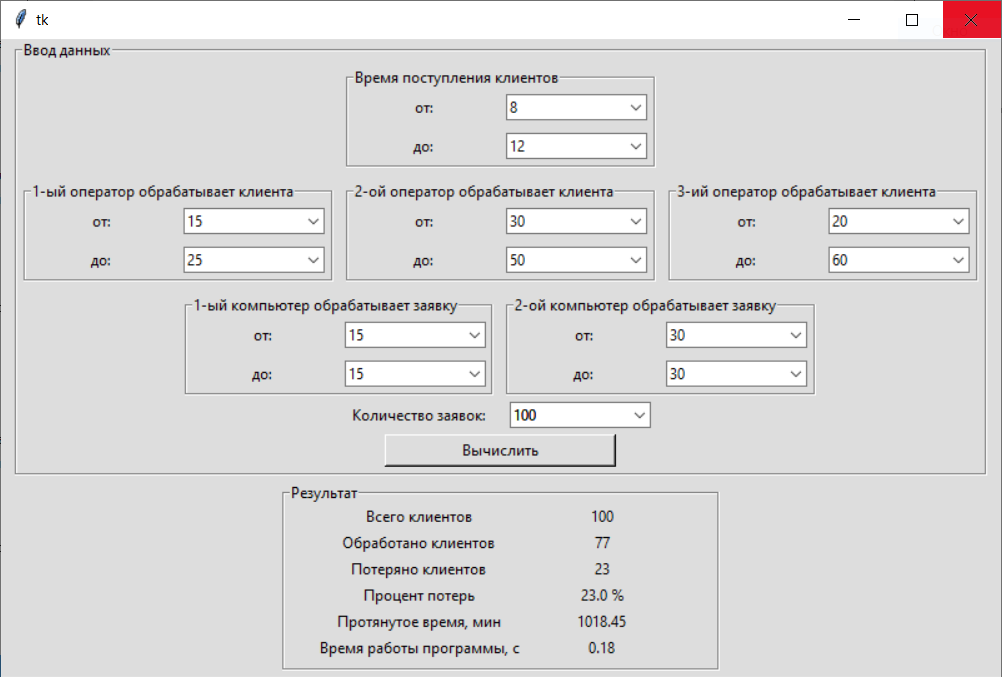 tk
Ввод данных
Время поступления клиентов
от: 8
до: 12
1-ый оператор обрабатывает клиента 2-ой оператор обрабатывает клиента 3-ий оператор обрабатывает клиента
от: 15 от: 30 от: 20
до: 25 до: 50 до: 60
1-ый компьютер обрабатывает заявку 2-ой компьютер обрабатывает заявку
от: 15 от: 30
до: 15 до: 30
Количество заявок: 100
Вычислить
Результат
Всего клиентов 100
Обработано клиентов 77
Потеряно клиентов 23
Процент потерь 23.0 %
Протянутое время, мин 1018.45
Время работы программы, с 0.18